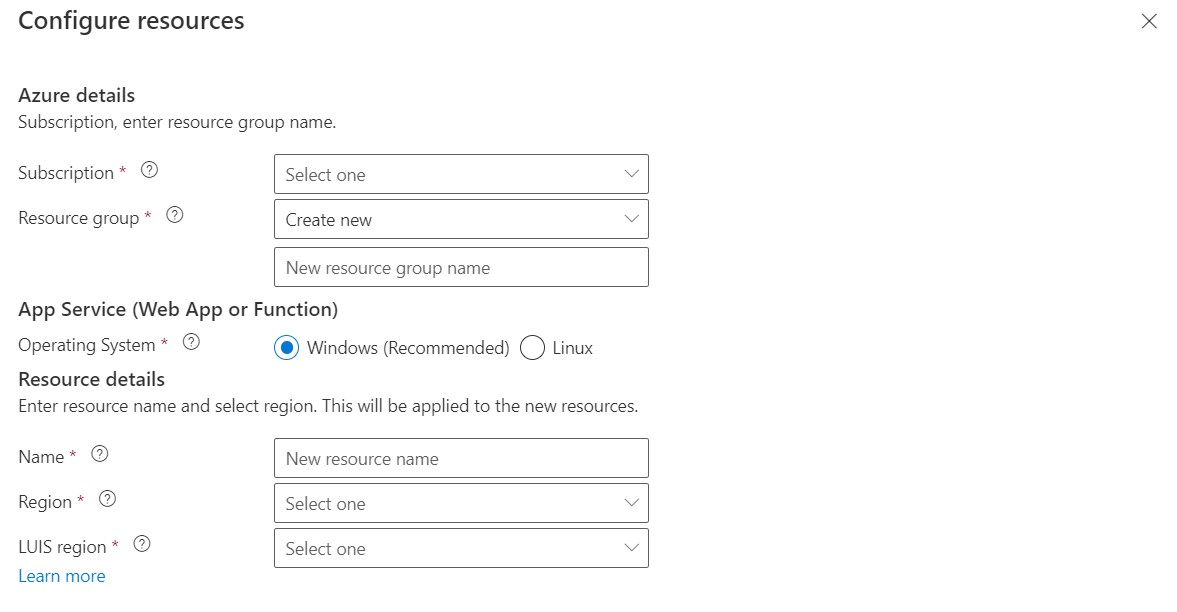 Configure resources
Azure details
Subscription, enter resource group name.
Subscription * ?
Select one
Resource group * ?
Create new
New resource group name
App Service (Web App or Function)
Operating System * ?
Windows (Recommended) Linux
Resource details
Enter resource name and select region. This will be applied to the new resources.
Name * ?
New resource name
Region * ?
Select one
LUIS region * ?
Select one
Learn more